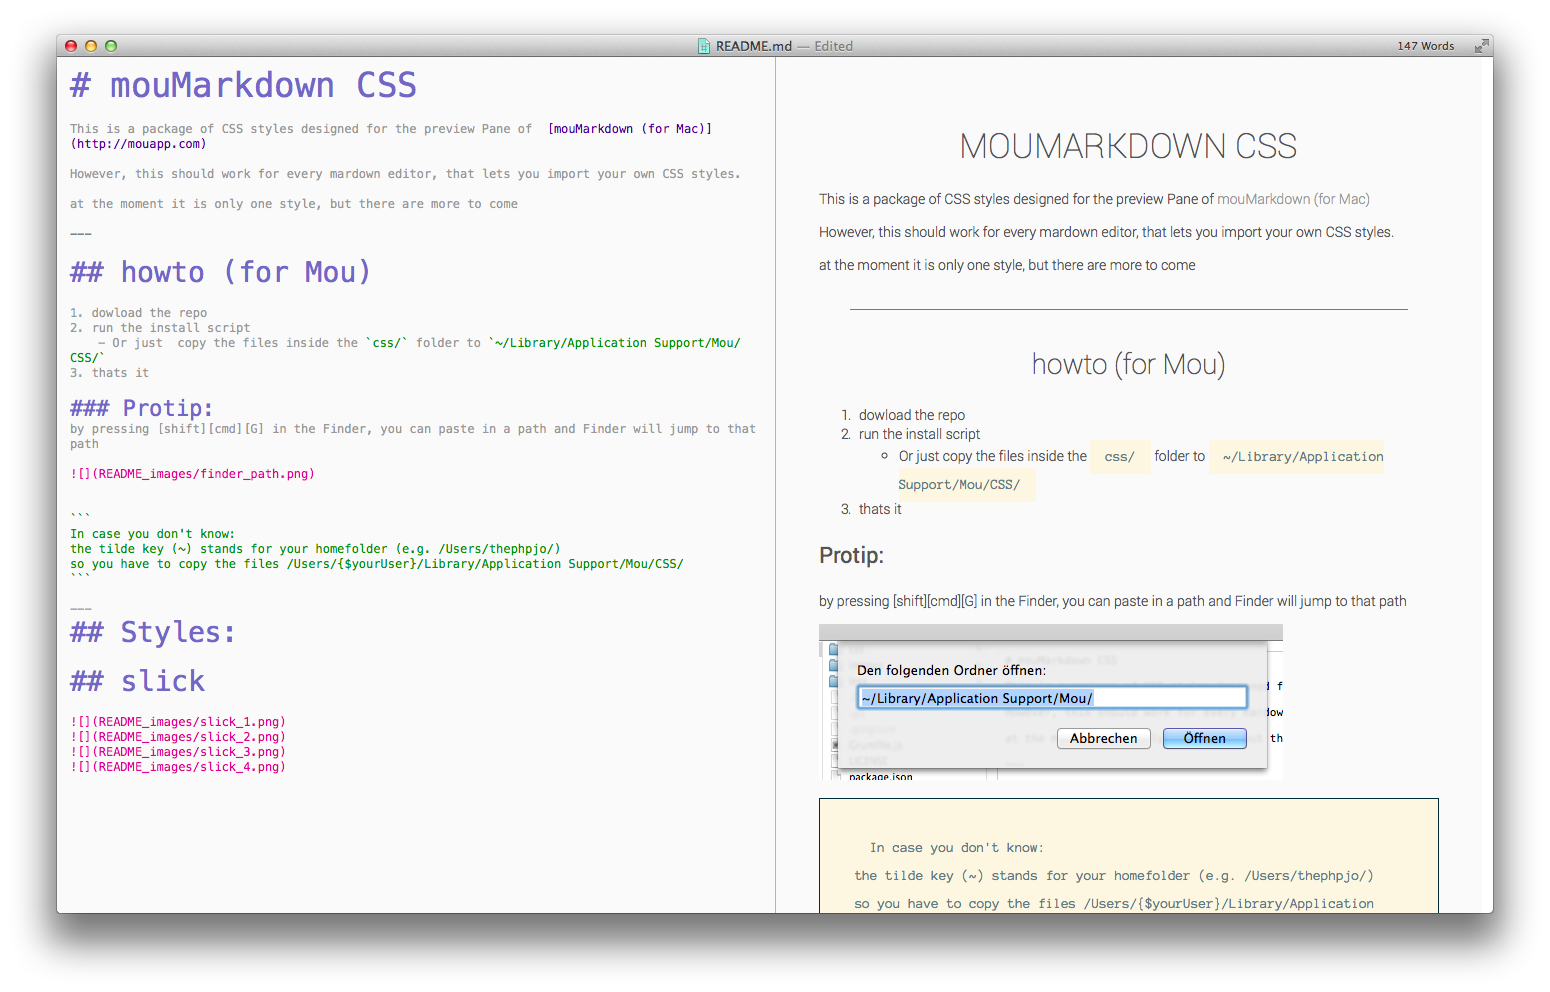 README.md — Edited
147 Words
# mouMarkdown CSS
This is a package of CSS styles designed for the preview Pane of  [mouMarkdown (for Mac)]
(http://mouapp.com)
However, this should work for every mardown editor, that lets you import your own CSS styles.
at the moment it is only one style, but there are more to come
---
## howto (for Mou)
1. dowload the repo
2. run the install script
    - Or just  copy the files inside the `css/` folder to `~/Library/Application Support/Mou/
CSS/`
3. thats it
### Protip:
by pressing [shift][cmd][G] in the Finder, you can paste in a path and Finder will jump to that
path
![](README_images/finder_path.png)
```
In case you don't know:
the tilde key (~) stands for your homefolder (e.g. /Users/thephpjo/)
so you have to copy the files /Users/{$yourUser}/Library/Application Support/Mou/CSS/
```
___
## Styles:
## slick
![](README_images/slick_1.png)
![](README_images/slick_2.png)
![](README_images/slick_3.png)
![](README_images/slick_4.png)
MOUMARKDOWN CSS
This is a package of CSS styles designed for the preview Pane of mouMarkdown (for Mac)
However, this should work for every mardown editor, that lets you import your own CSS styles.
at the moment it is only one style, but there are more to come
howto (for Mou)
1. dowload the repo
2. run the install script
Or just copy the files inside the css/ folder to ~/Library/Application
Support/Mou/CSS/
3. thats it
Protip:
by pressing [shift][cmd][G] in the Finder, you can paste in a path and Finder will jump to that path
Den folgenden Ordner öffnen:
~/Library/Application Support/Mou/
Abbrechen Öffnen
LICENSE
package.json
In case you don't know:
the tilde key (~) stands for your homefolder (e.g. /Users/thephpjo/)
so you have to copy the files /Users/{$yourUser}/Library/Application